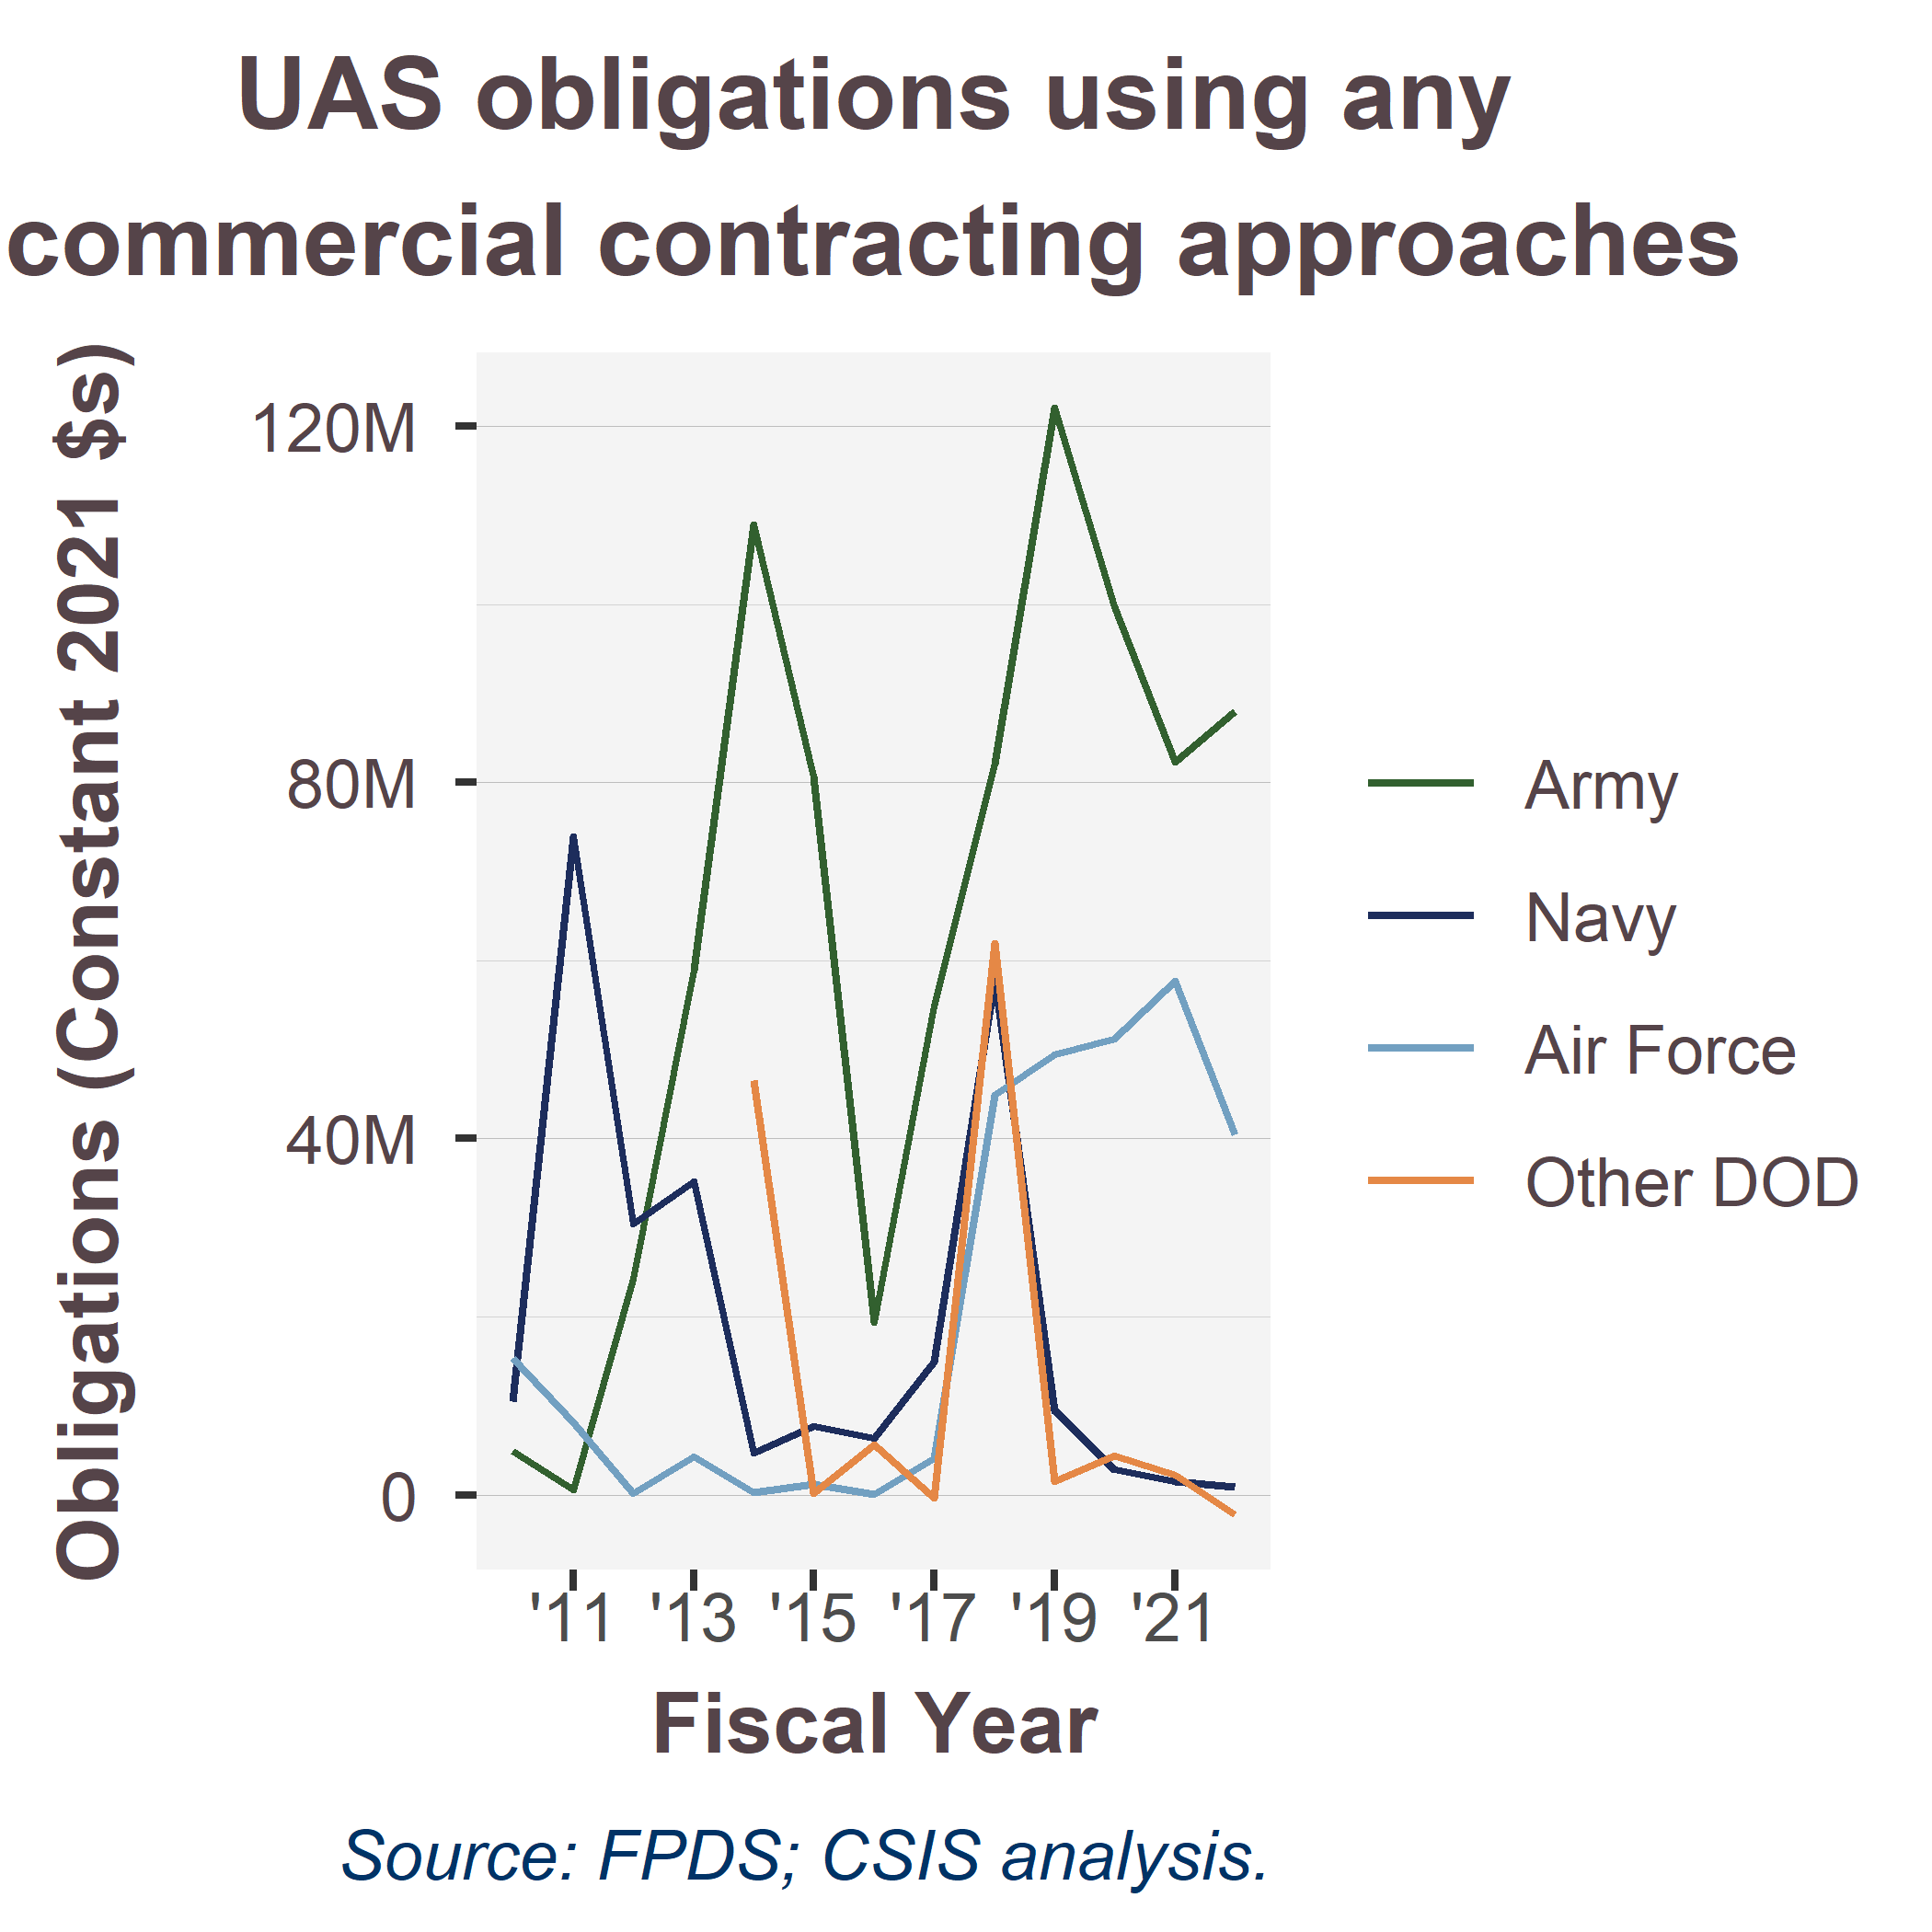 UAS obligations using any
commercial contracting approaches
Obligations (Constant 2021 $s)
120M
80M
40M
0
'11 '13 '15 '17 '19 '21
Fiscal Year
Army
Navy
Air Force
Other DOD
Source: FPDS; CSIS analysis.